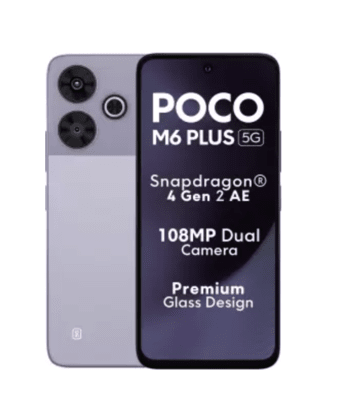 POCO
M6 PLUS 5G
Snapdragon®
4 Gen 2 AE
108MP Dual
Camera
Premium
Glass Design